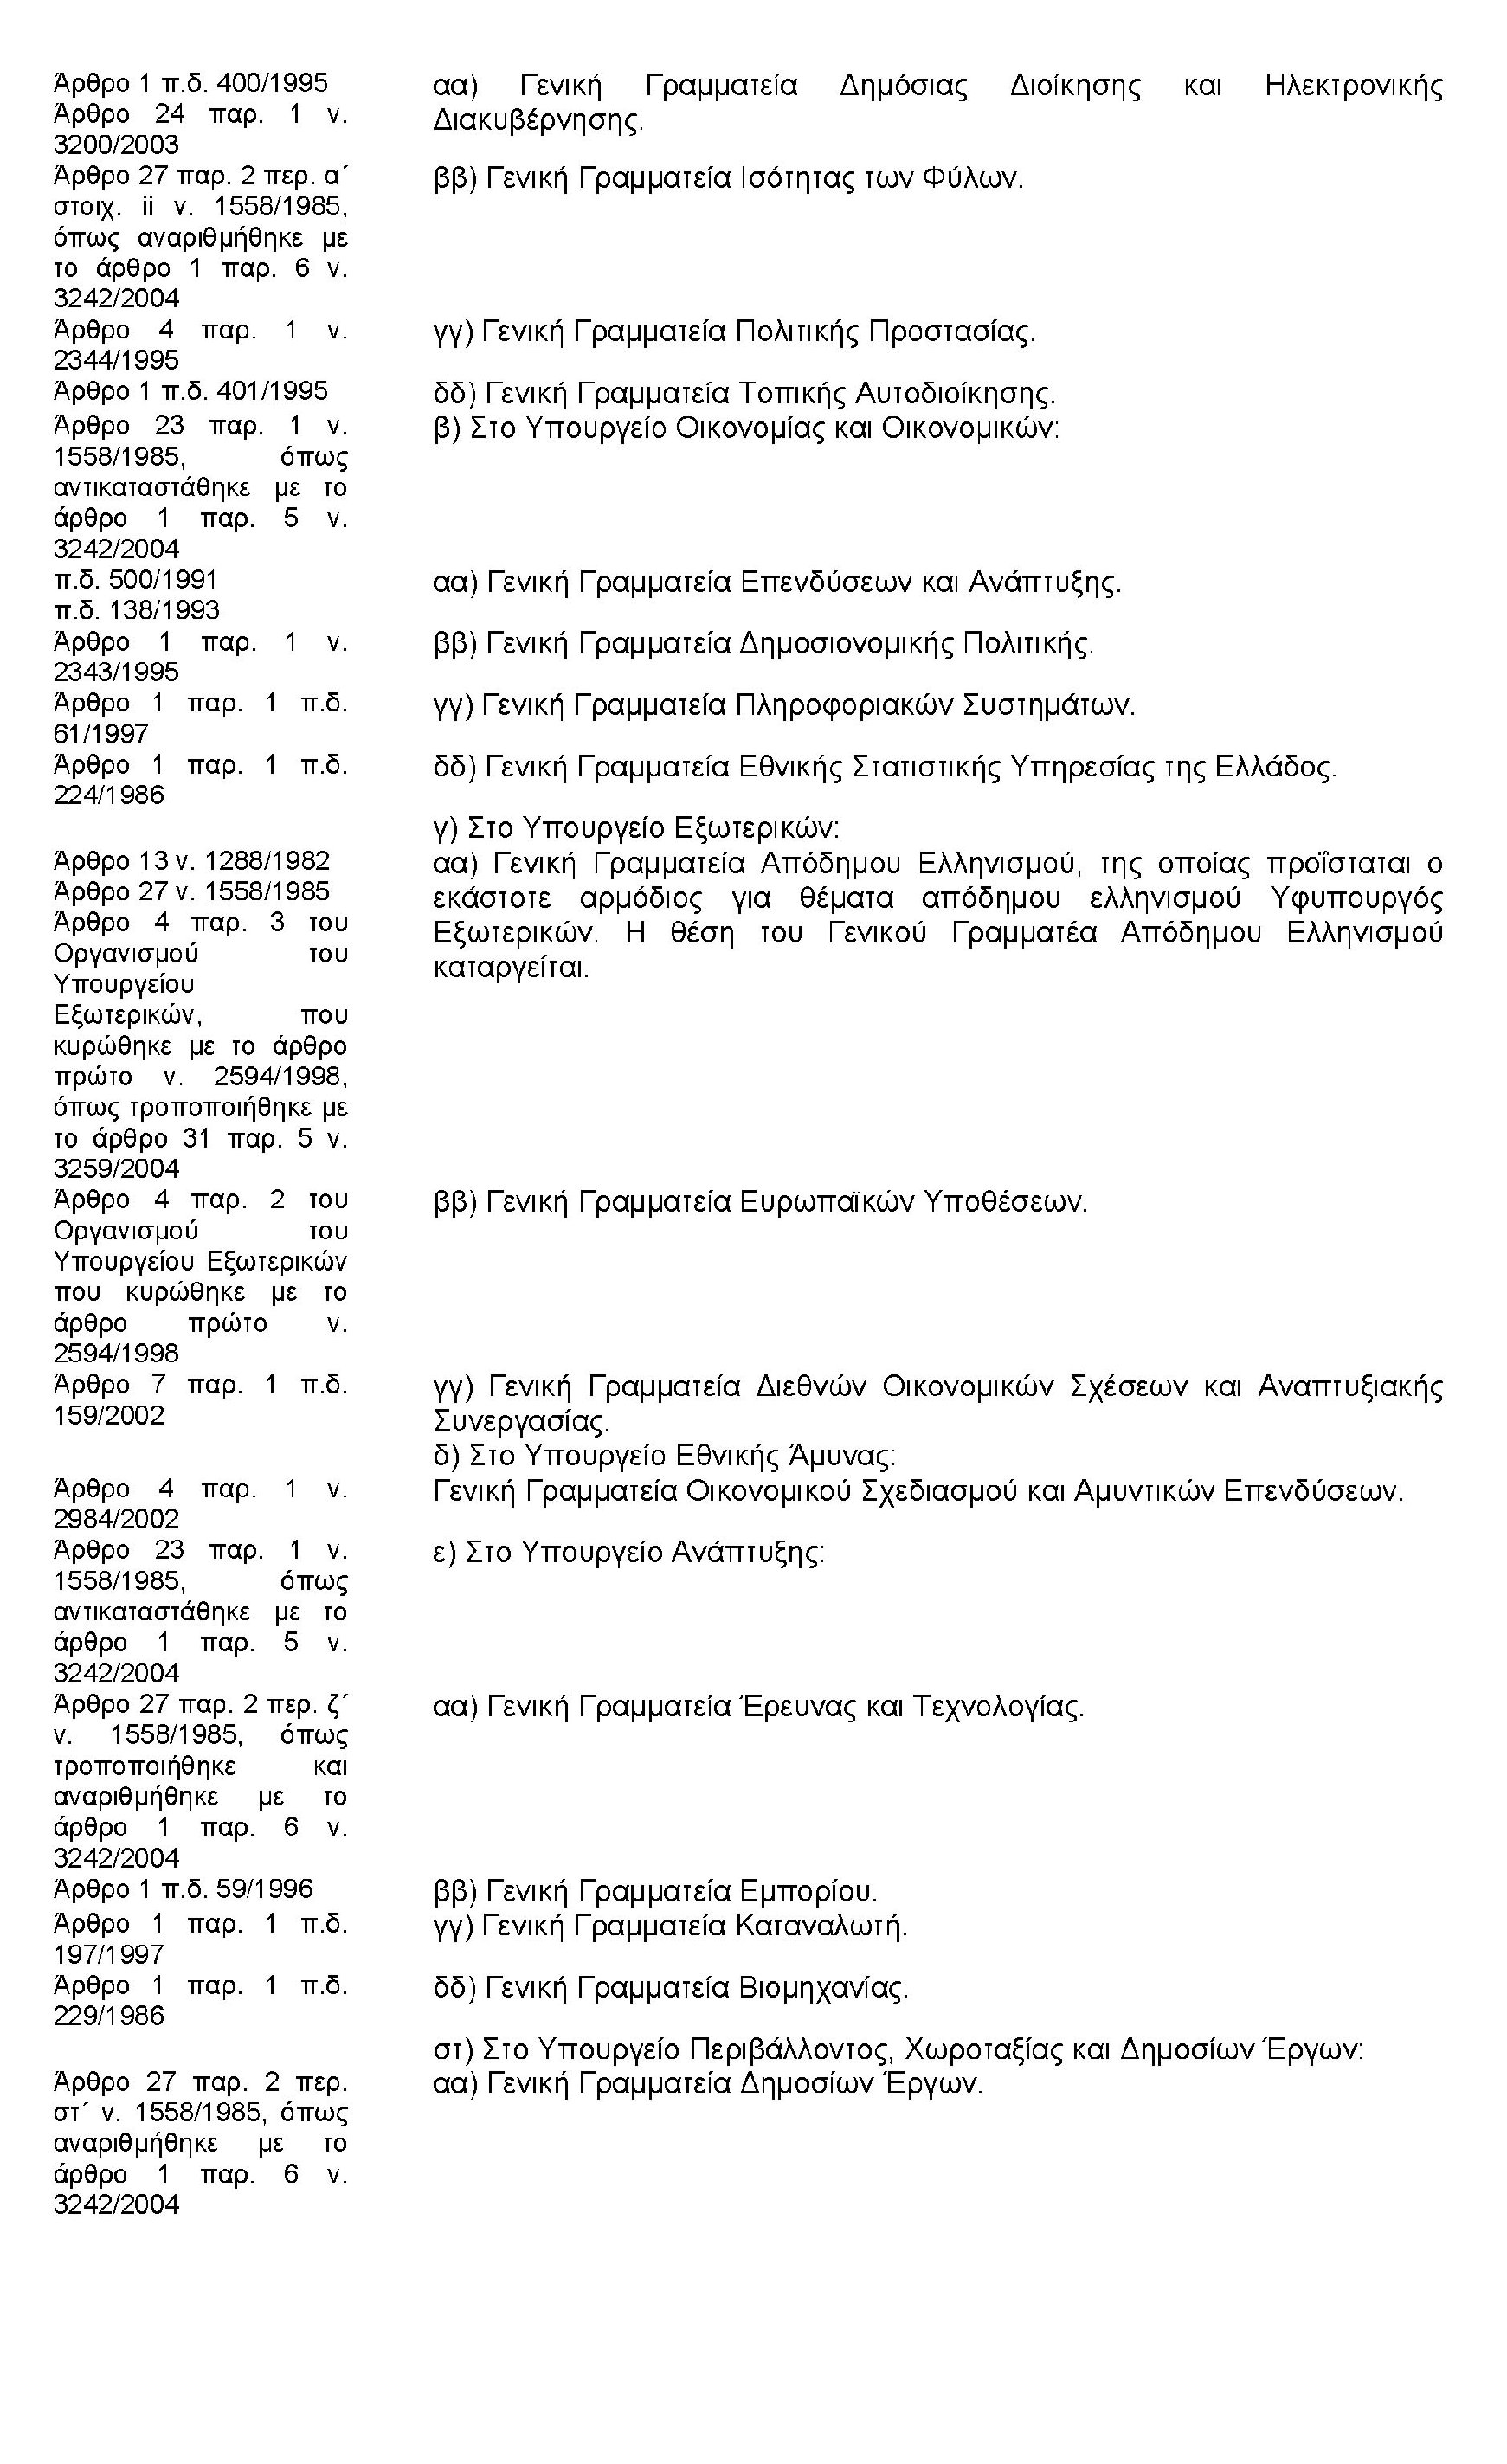 Άρθρο 1 π.δ. 400/1995
Άρθρο 24 παρ. 1 ν.
3200/2003
αα) Γενική Γραμματεία Δημόσιας Διοίκησης και Ηλεκτρονικής
Διακυβέρνησης.
Άρθρο 27 παρ. 2 περ. α΄
στοιχ. ii ν. 1558/1985,
όπως αναριθμήθηκε με
το άρθρο 1 παρ. 6 ν.
3242/2004
ββ) Γενική Γραμματεία Ισότητας των Φύλων.
Άρθρο 4 παρ. 1 ν.
2344/1995
γγ) Γενική Γραμματεία Πολιτικής Προστασίας.
Άρθρο 1 π.δ. 401/1995
δδ) Γενική Γραμματεία Τοπικής Αυτοδιοίκησης.
Άρθρο 23 παρ. 1 ν.
1558/1985, όπως
αντικαταστάθηκε με το
άρθρο 1 παρ. 5 ν.
3242/2004
β) Στο Υπουργείο Οικονομίας και Οικονομικών:
π.δ. 500/1991
π.δ. 138/1993
αα) Γενική Γραμματεία Επενδύσεων και Ανάπτυξης.
Άρθρο 1 παρ. 1 ν.
2343/1995
ββ) Γενική Γραμματεία Δημοσιονομικής Πολιτικής.
Άρθρο 1 παρ. 1 π.δ.
61/1997
γγ) Γενική Γραμματεία Πληροφοριακών Συστημάτων.
Άρθρο 1 παρ. 1 π.δ.
224/1986
δδ) Γενική Γραμματεία Εθνικής Στατιστικής Υπηρεσίας της Ελλάδος.
γ) Στο Υπουργείο Εξωτερικών:
Άρθρο 13 ν. 1288/1982
Άρθρο 27 ν. 1558/1985
Άρθρο 4 παρ. 3 του
Οργανισμού του
Υπουργείου
Εξωτερικών, που
κυρώθηκε με το άρθρο
πρώτο ν. 2594/1998,
όπως τροποποιήθηκε με
το άρθρο 31 παρ. 5 ν.
3259/2004
αα) Γενική Γραμματεία Απόδημου Ελληνισμού, της οποίας προΐσταται ο
εκάστοτε αρμόδιος για θέματα απόδημου ελληνισμού Υφυπουργός
Εξωτερικών. Η θέση του Γενικού Γραμματέα Απόδημου Ελληνισμού
καταργείται.
Άρθρο 4 παρ. 2 του
Οργανισμού του
Υπουργείου Εξωτερικών
που κυρώθηκε με το
άρθρο πρώτο ν.
2594/1998
ββ) Γενική Γραμματεία Ευρωπαϊκών Υποθέσεων.
Άρθρο 7 παρ. 1 π.δ.
159/2002
γγ) Γενική Γραμματεία Διεθνών Οικονομικών Σχέσεων και Αναπτυξιακής
Συνεργασίας.
δ) Στο Υπουργείο Εθνικής Άμυνας:
Άρθρο 4 παρ. 1 ν.
2984/2002
Γενική Γραμματεία Οικονομικού Σχεδιασμού και Αμυντικών Επενδύσεων.
Άρθρο 23 παρ. 1 ν.
1558/1985, όπως
αντικαταστάθηκε με το
άρθρο 1 παρ. 5 ν.
3242/2004
ε) Στο Υπουργείο Ανάπτυξης:
Άρθρο 27 παρ. 2 περ. ζ΄
ν. 1558/1985, όπως
τροποποιήθηκε και
αναριθμήθηκε με το
άρθρο 1 παρ. 6 ν.
3242/2004
αα) Γενική Γραμματεία Έρευνας και Τεχνολογίας.
Άρθρο 1 π.δ. 59/1996
ββ) Γενική Γραμματεία Εμπορίου.
Άρθρο 1 παρ. 1 π.δ.
197/1997
γγ) Γενική Γραμματεία Καταναλωτή.
Άρθρο 1 παρ. 1 π.δ.
229/1986
δδ) Γενική Γραμματεία Βιομηχανίας.
στ) Στο Υπουργείο Περιβάλλοντος, Χωροταξίας και Δημοσίων Έργων:
Άρθρο 27 παρ. 2 περ.
στ΄ ν. 1558/1985, όπως
αναριθμήθηκε με το
άρθρο 1 παρ. 6 ν.
3242/2004
αα) Γενική Γραμματεία Δημοσίων Έργων.